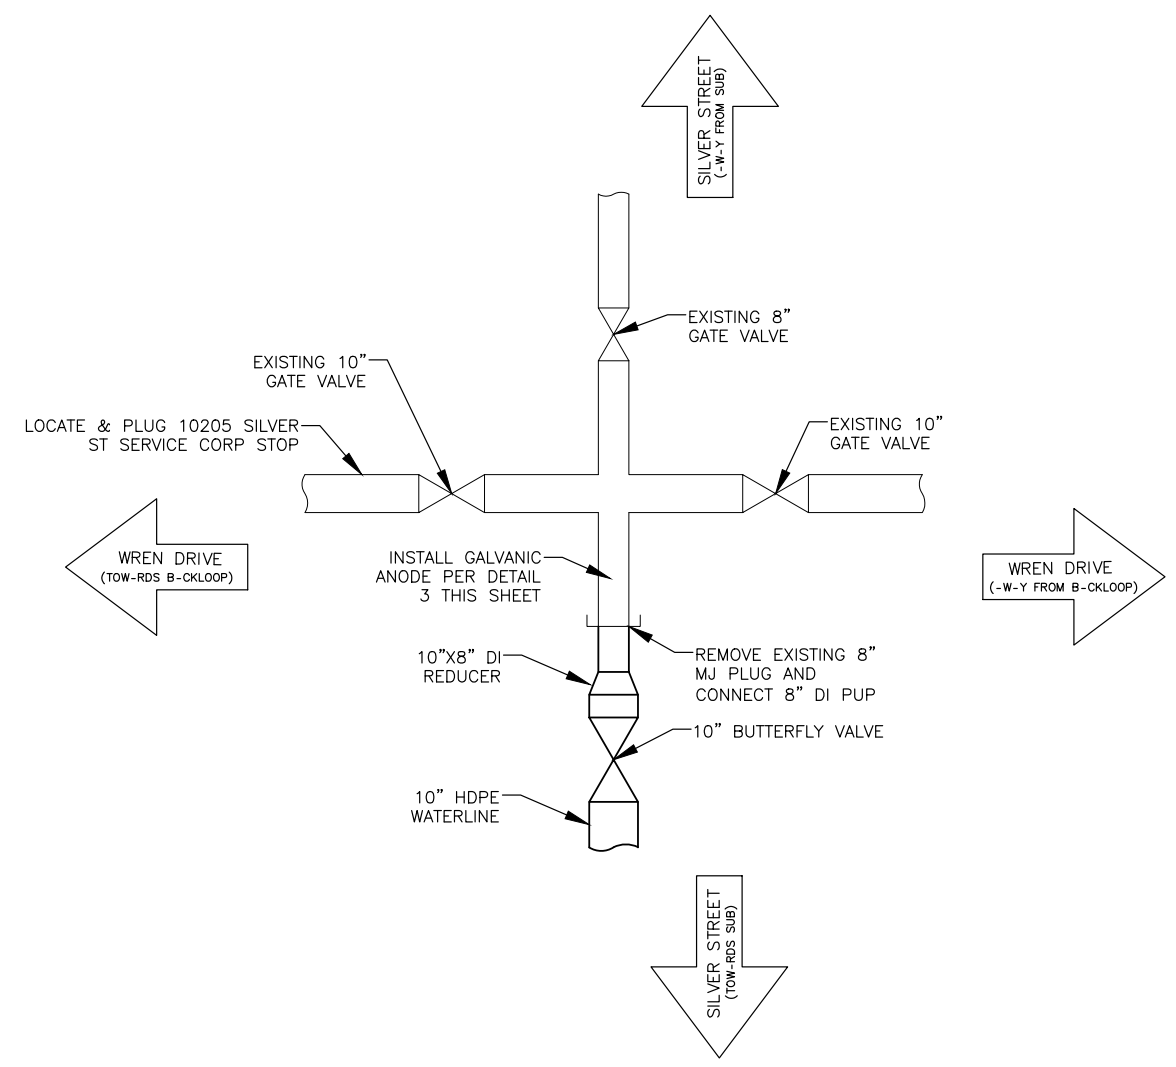 SILVER STREET
(-W-Y FROM SUB)
EXISTING 8”
GATE VALVE
EXISTING 10”
GATE VALVE
LOCATE & PLUG 10205 SILVER
ST SERVICE CORP STOP
EXISTING 10”
GATE VALVE
WREN DRIVE
(TOW-RDS B-CKLOOP)
INSTALL GALVANIC
ANODE PER DETAIL
3 THIS SHEET
WREN DRIVE
(-W-Y FROM B-CKLOOP)
10”X8” DI
REDUCER
REMOVE EXISTING 8”
MJ PLUG AND
CONNECT 8” DI PUP
10” BUTTERFLY VALVE
10” HDPE
WATERLINE
SILVER STREET
(TOW-RDS SUB)